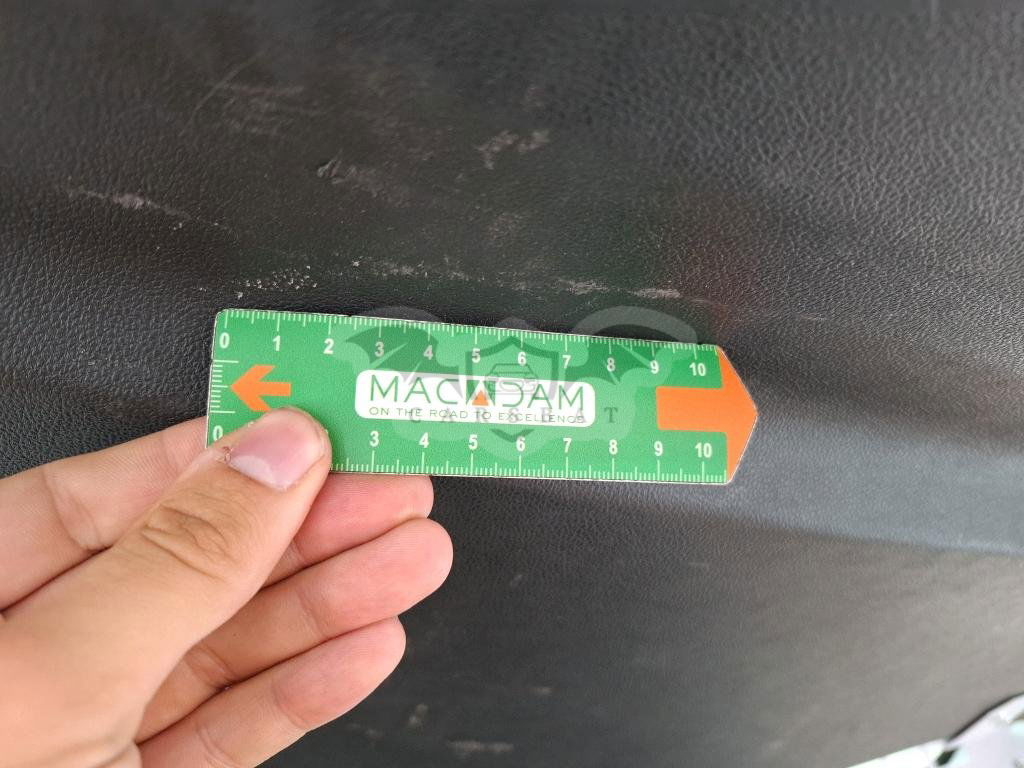 0 1 2 3 4 5 6 7 8 9 10
MACADAM
ON THE ROAD TO EXCELLENCE
CARSEAT
0 3 4 5 6 7 8 9 10